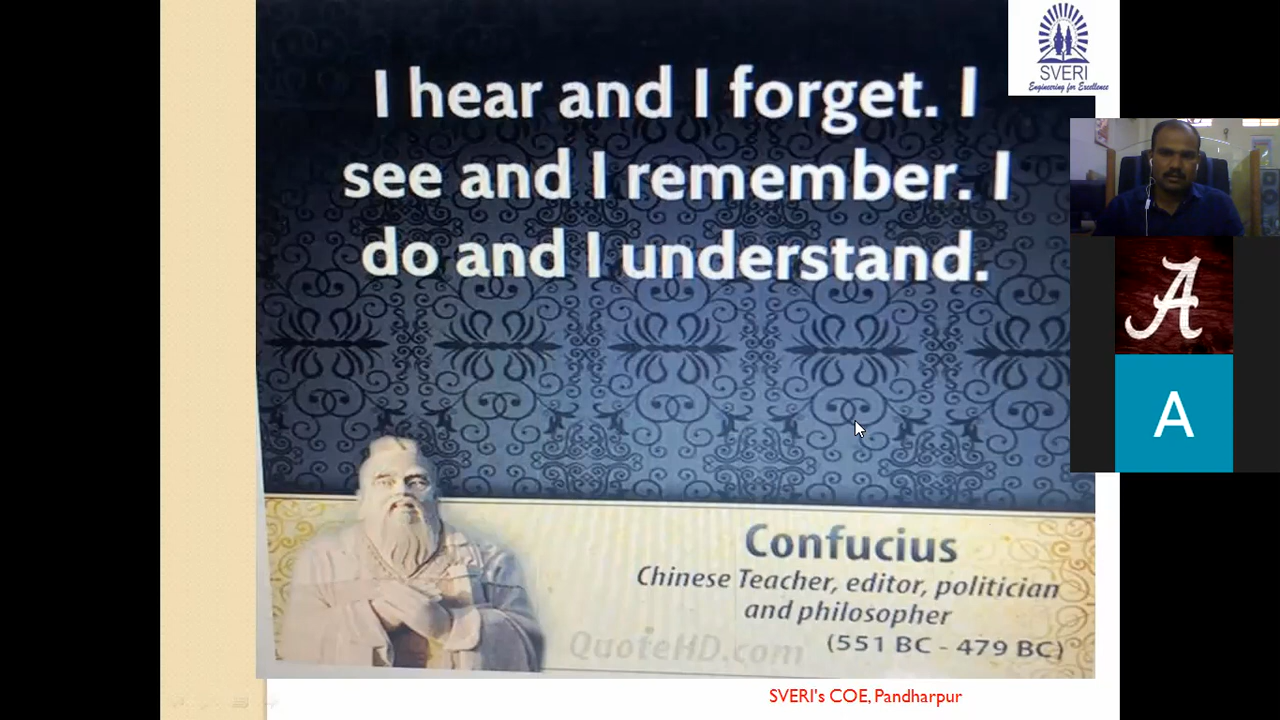 I hear and I forget. I
see and I remember. I
do and I understand.
SVERI
Engineering for Excellence
A
A
Confucius
Chinese Teacher, editor, politician
and philosopher
(551 BC - 479 BC)
QuoteHD.com
SVERI's COE, Pandharpur